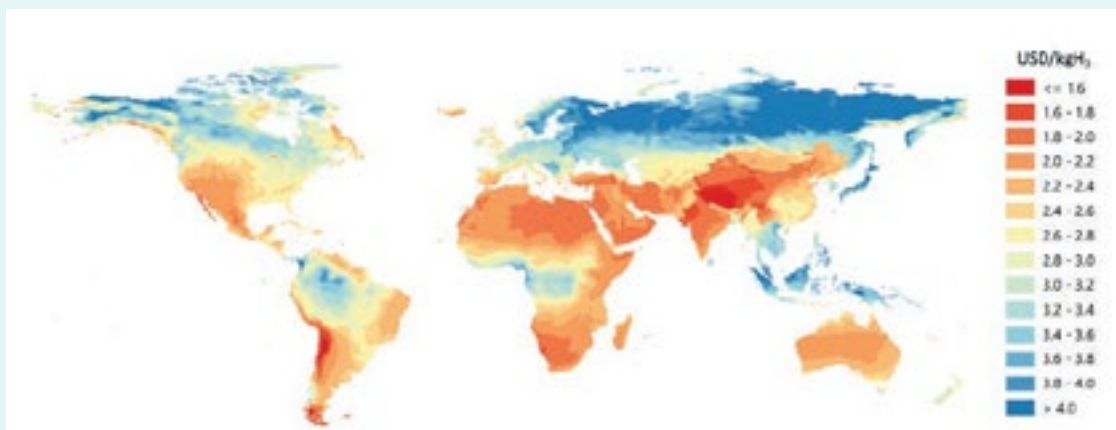 USD/kgH₂
<= 1.6
1.6 - 1.8
1.8 - 2.0
2.0 - 2.2
2.2 - 2.4
2.4 - 2.6
2.6 - 2.8
2.8 - 3.0
3.0 - 3.2
3.2 - 3.4
3.4 - 3.6
3.6 - 3.8
3.8 - 4.0
> 4.0